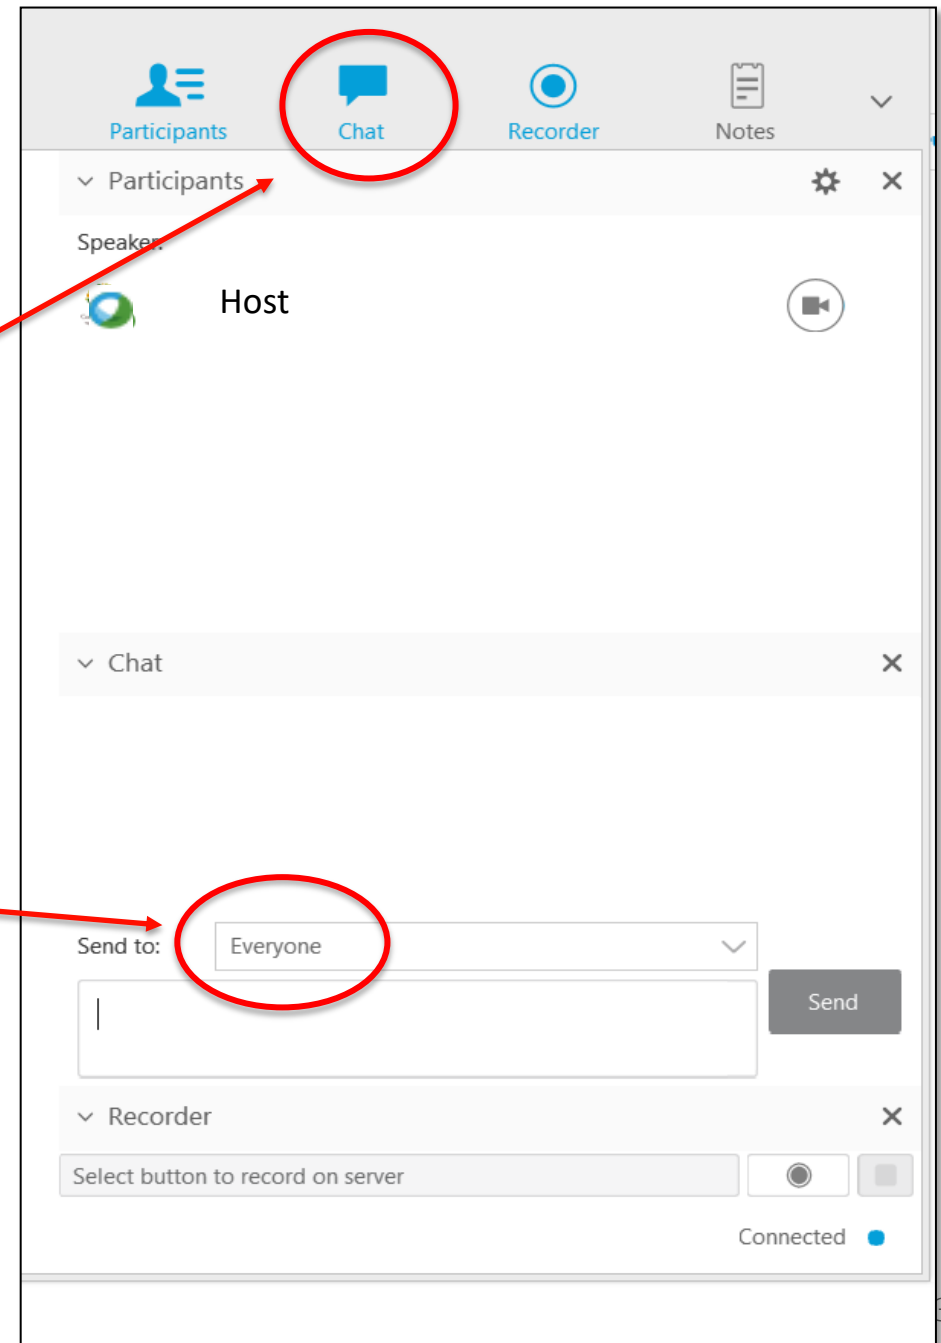 Participants Chat Recorder Notes
Participants
Speaker:
Host
Chat
Send to: Everyone
Send
Recorder
Select button to record on server
Connected